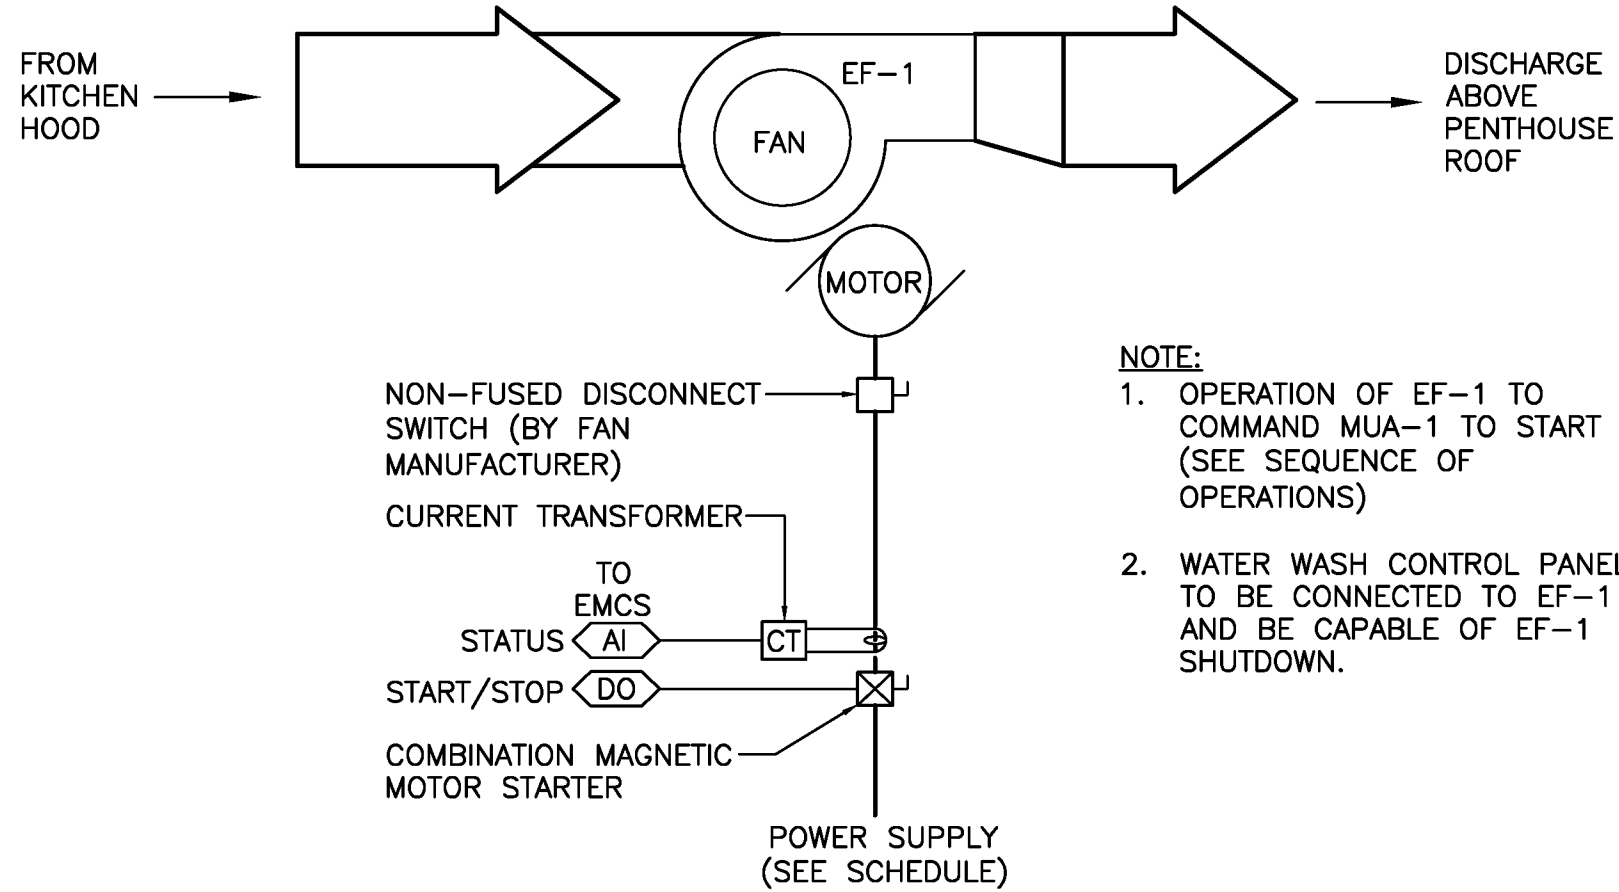 FROM
KITCHEN
HOOD
EF-1
FAN
DISCHARGE
ABOVE
PENTHOUSE
ROOF
MOTOR
NON-FUSED DISCONNECT
SWITCH (BY FAN
MANUFACTURER)
CURRENT TRANSFORMER
TO
EMCS
STATUS AI
CT
START/STOP DO
COMBINATION MAGNETIC
MOTOR STARTER
POWER SUPPLY
(SEE SCHEDULE)
NOTE:
1. OPERATION OF EF-1 TO
COMMAND MUA-1 TO START
(SEE SEQUENCE OF
OPERATIONS)
2. WATER WASH CONTROL PANEL
TO BE CONNECTED TO EF-1
AND BE CAPABLE OF EF-1
SHUTDOWN.